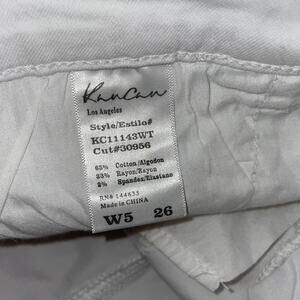 KanCan
Los Angeles
Style/Estilo#
KC11143WT
Cut#30956
65% Cotton/Algodon
33% Rayon/Rayon
2% Spandex/Elastano
RN# 144633
Made in CHINA
W5 26